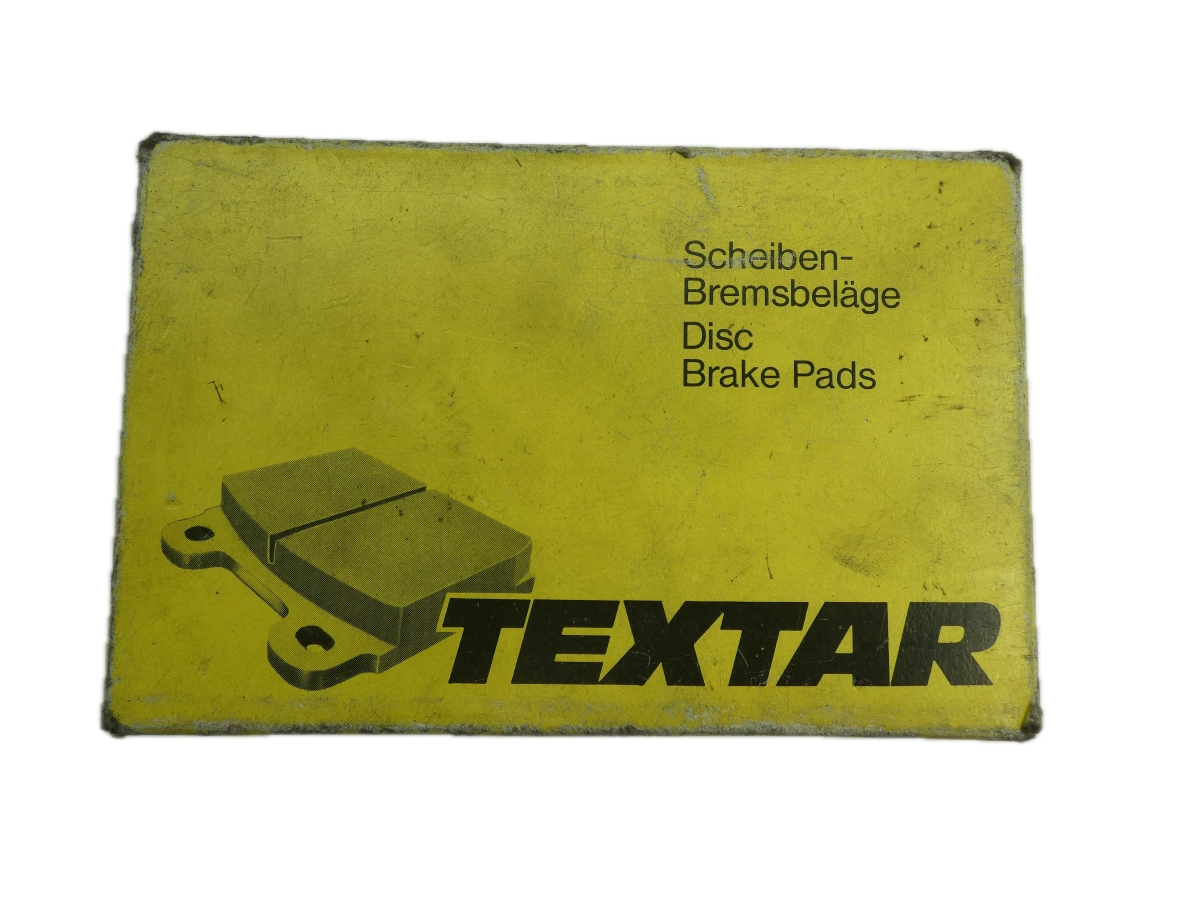 Scheiben-
Bremsbeläge
Disc
Brake Pads
TEXTAR